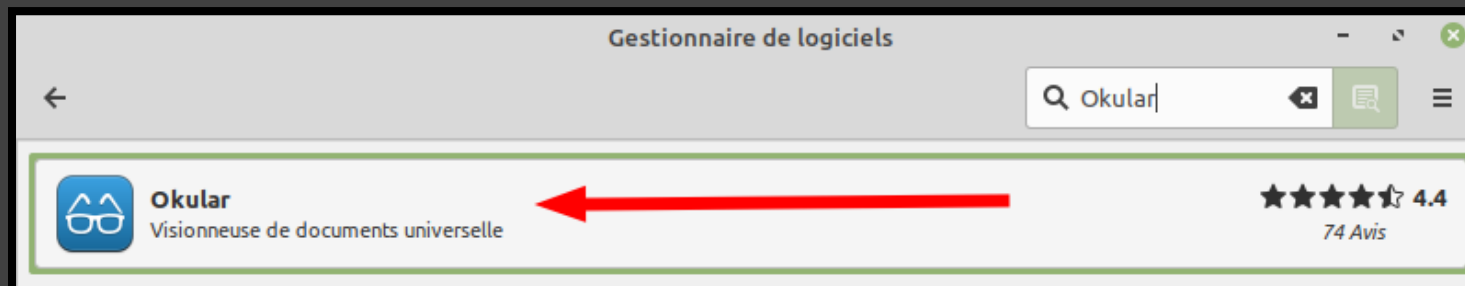 Gestionnaire de logiciels
Okular
Okular
Visionneuse de documents universelle
4.4
74 Avis